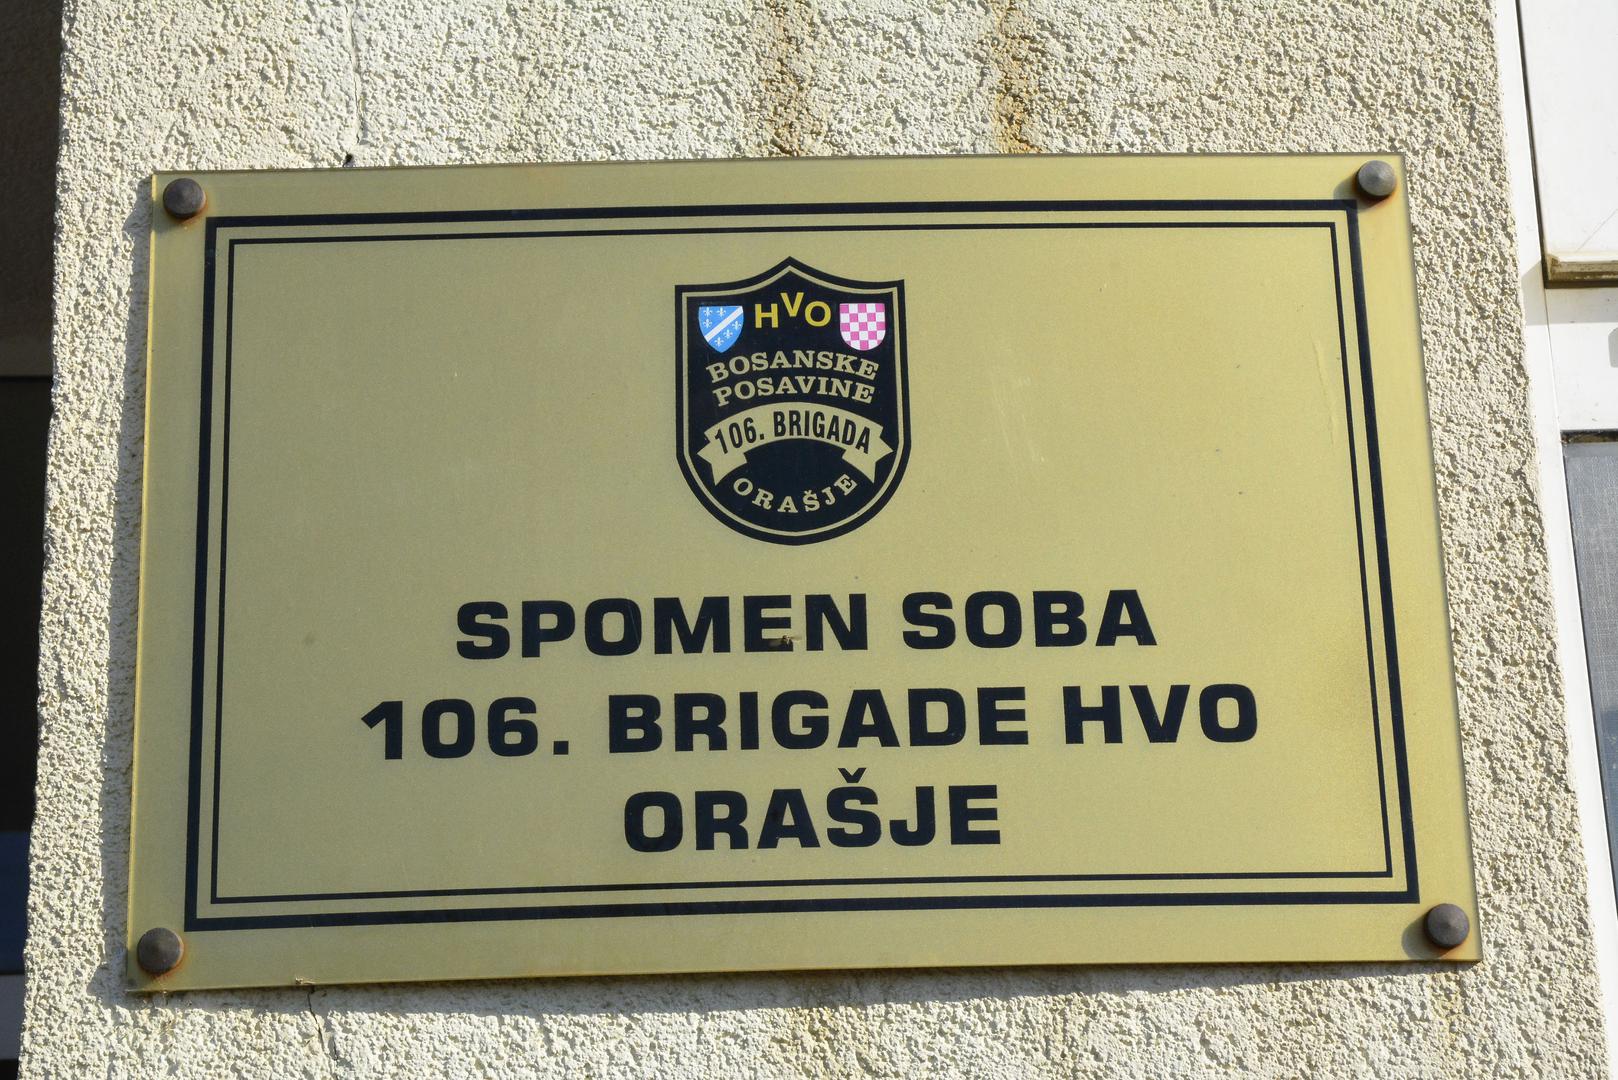 HVO
BOSANSKE
POSAVINE
106. BRIGADA
ORAŠJE
SPOMEN SOBA
106. BRIGADE HVO
ORAŠJE